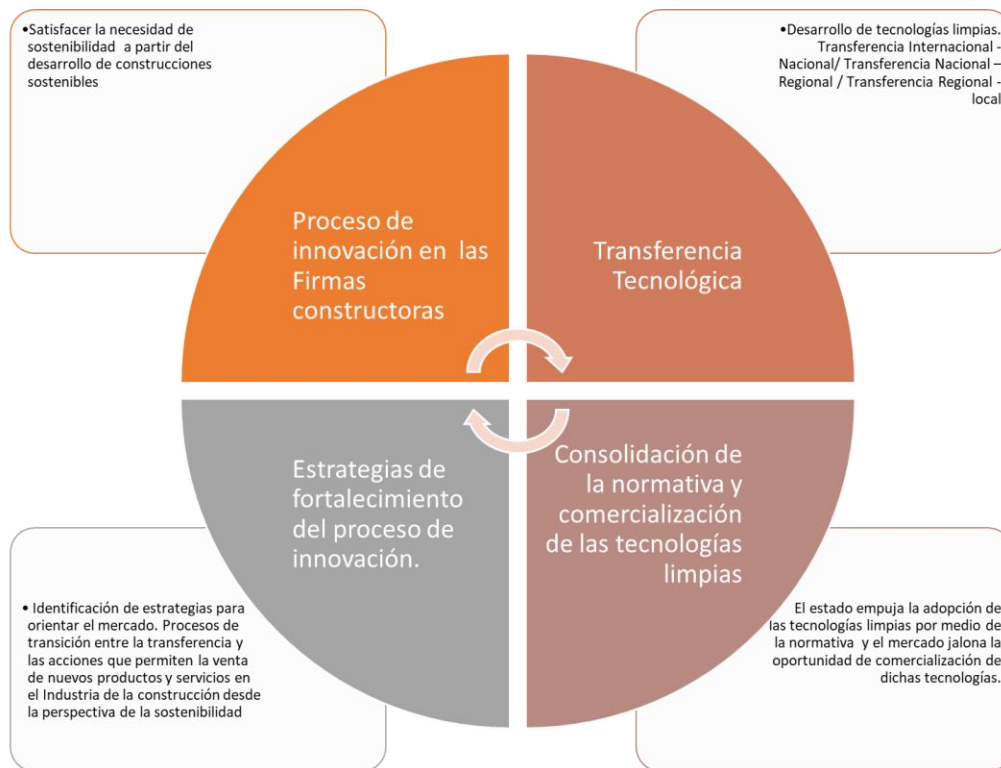 •Satisfacer la necesidad de
sostenibilidad a partir del
desarrollo de construcciones
sostenibles
•Desarrollo de tecnologías limpias.
Transferencia Internacional -
Nacional/ Transferencia Nacional –
Regional / Transferencia Regional -
local
Proceso de
innovación en las
Firmas
constructoras
Transferencia
Tecnológica
Estrategias de
fortalecimiento
del proceso de
innovación.
Consolidación de
la normativa y
comercialización
de las tecnologías
limpias
• Identificación de estrategias para
orientar el mercado. Procesos de
transición entre la transferencia y
las acciones que permiten la venta
de nuevos productos y servicios en
el Industria de la construcción desde
la perspectiva de la sostenibilidad
El estado empuja la adopción de
las tecnologías limpias por medio de
la normativa y el mercado jalona la
oportunidad de comercialización de
dichas tecnologías.